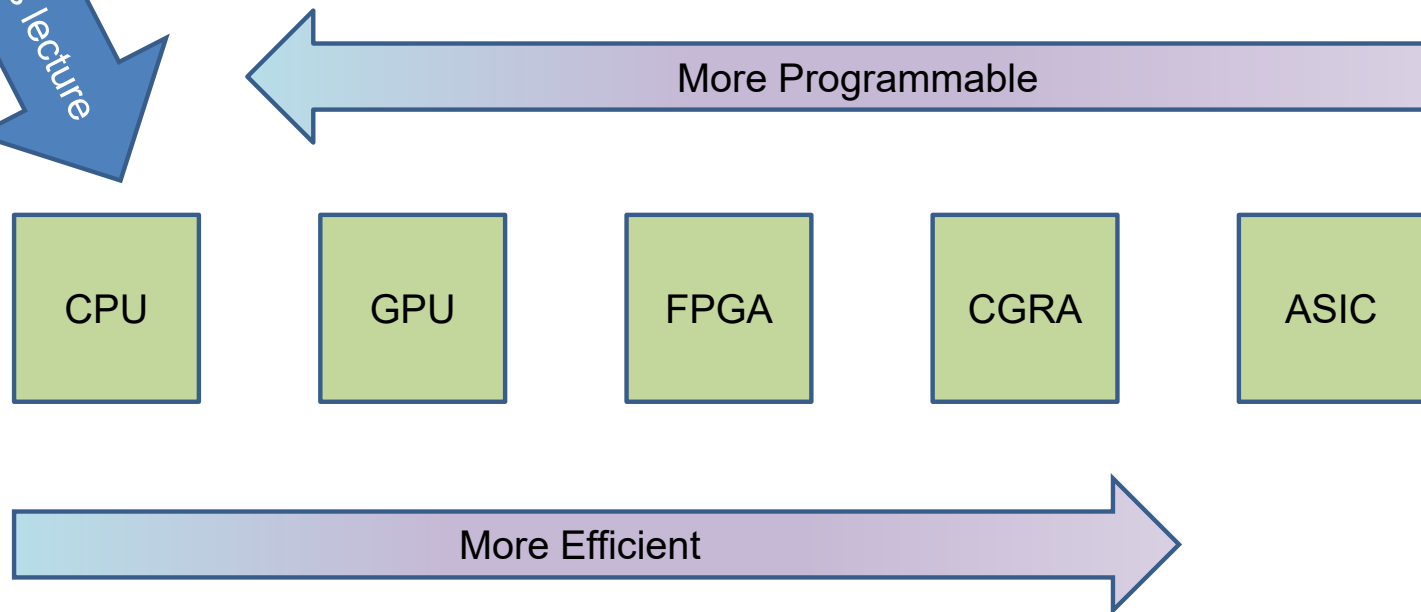 lecture
More Programmable
CPU
GPU
FPGA
CGRA
ASIC
More Efficient